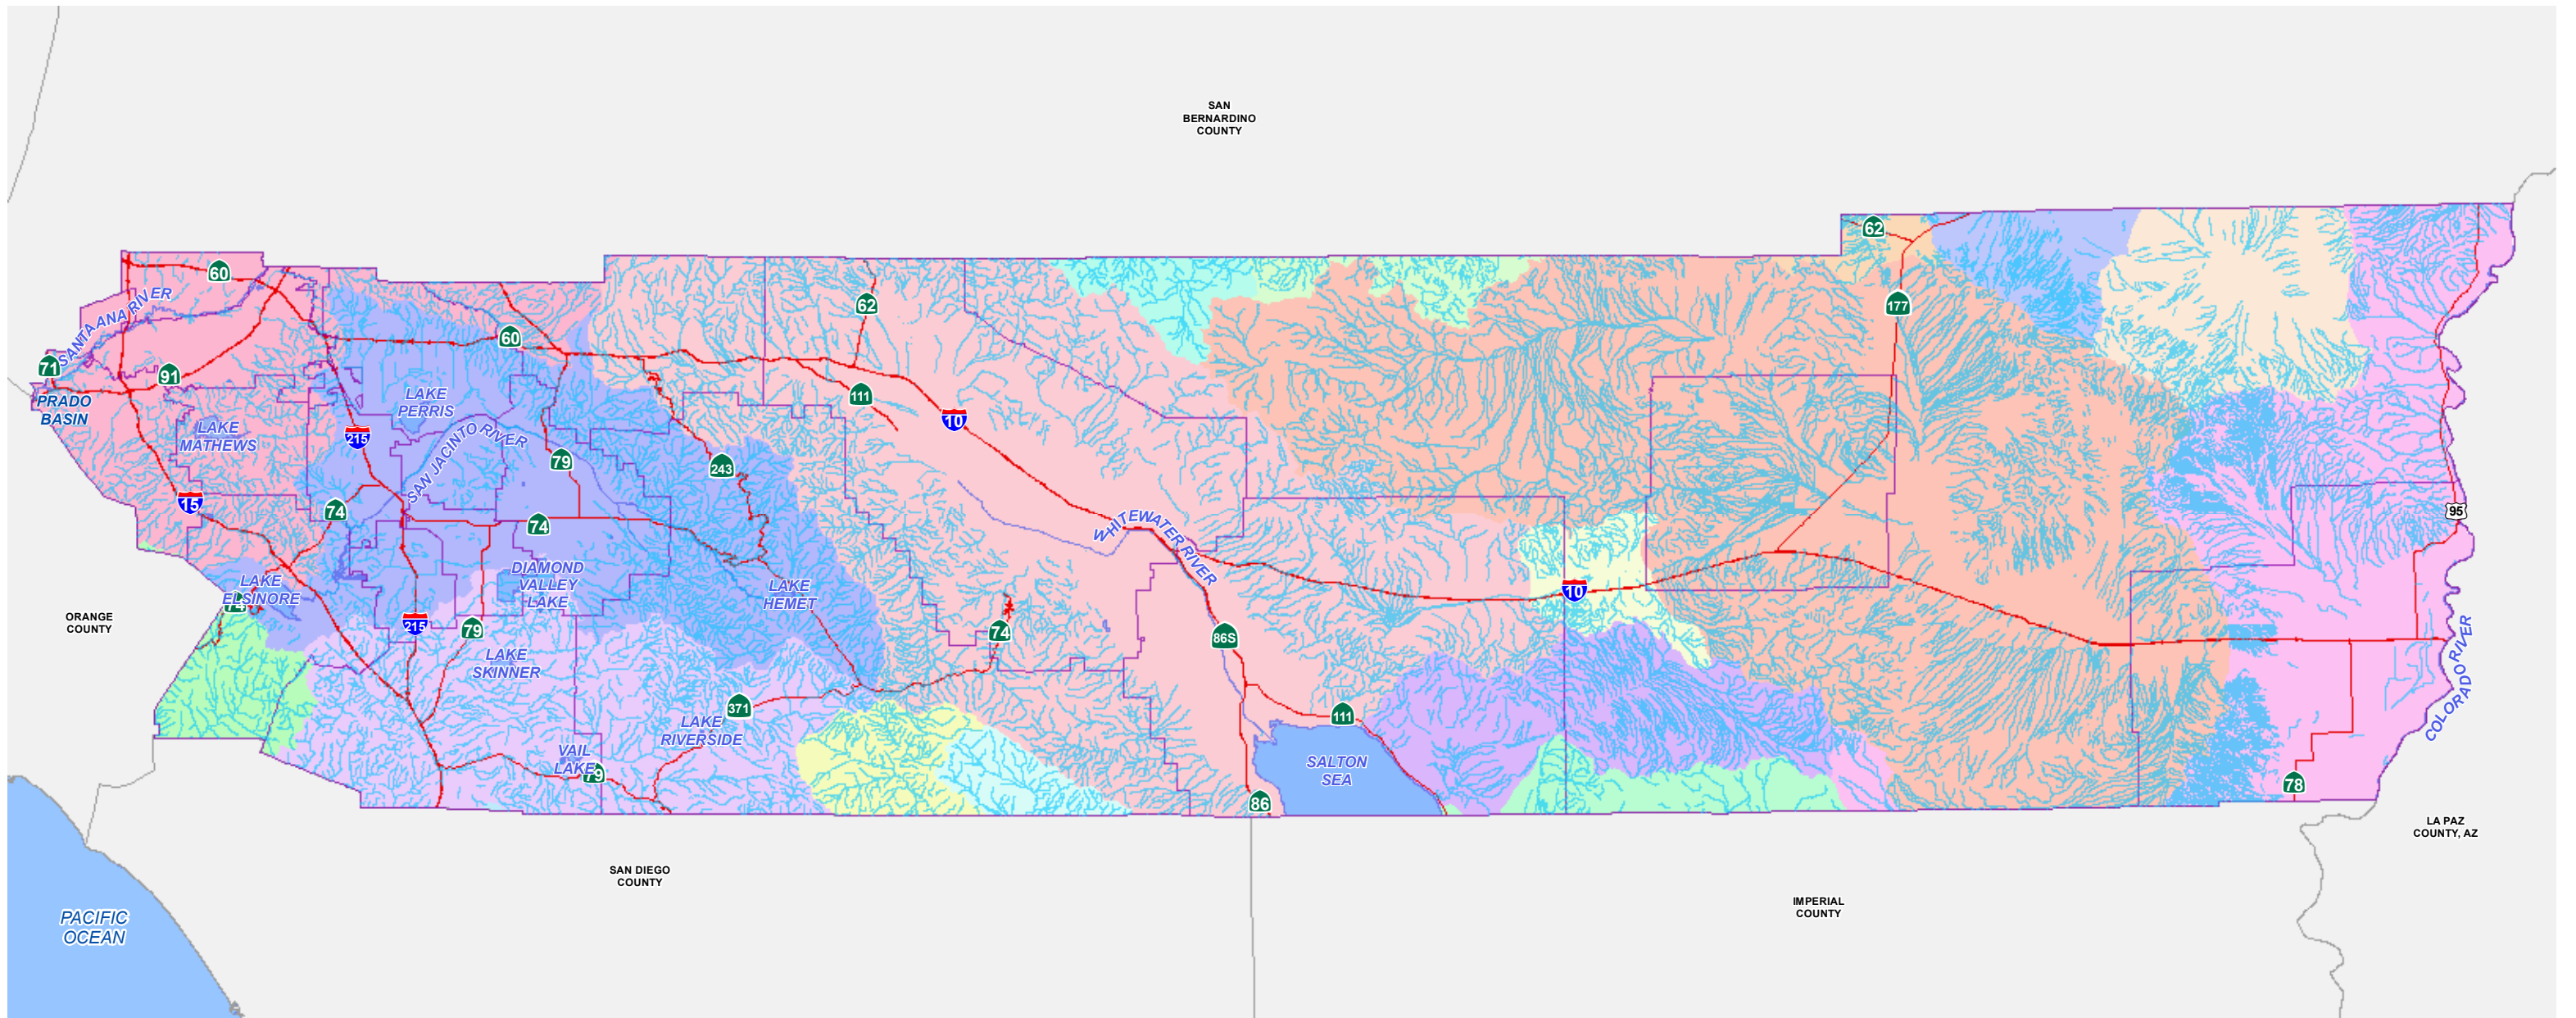 SAN
BERNARDINO
COUNTY
62
60
SANTA ANA RIVER
62
177
60
71
91
111
PRADO
BASIN
LAKE
PERRIS
10
LAKE
MATHEWS
215
SAN JACINTO RIVER
79
243
15
74
74
WHITEWATER RIVER
95
LAKE
ELSINORE
74
DIAMOND
VALLEY
LAKE
LAKE
HEMET
10
ORANGE
COUNTY
215
79
74
86S
LAKE
SKINNER
COLORADO RIVER
371
LAKE
RIVERSIDE
111
VAIL
LAKE
79
SALTON
SEA
78
86
LA PAZ
COUNTY, AZ
SAN DIEGO
COUNTY
IMPERIAL
COUNTY
PACIFIC
OCEAN